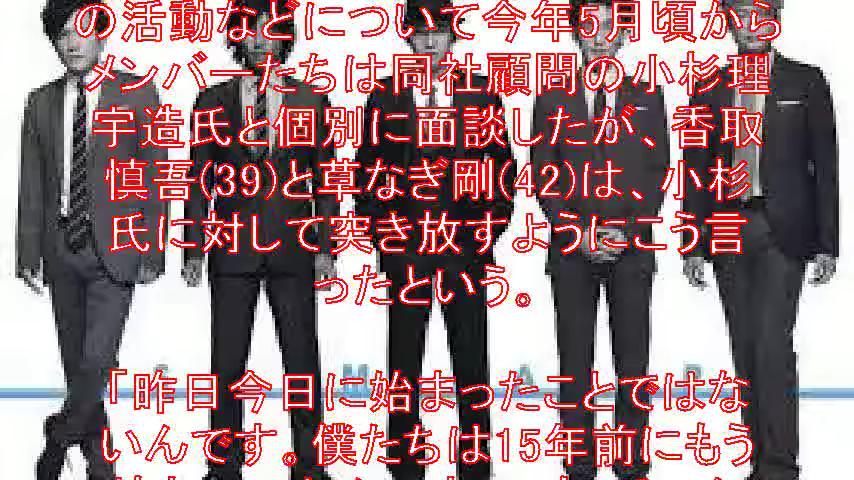 の活動などについて今年5月頃から
メンバーたちは同社顧問の小杉理
宇造氏と個別に面談したが、香取
慎吾(39)と草なぎ剛(42)は、小杉
氏に対して突き放すようにこう言
ったという。
「昨日今日に始まったことではな
いんです。僕たちは15年前にもう